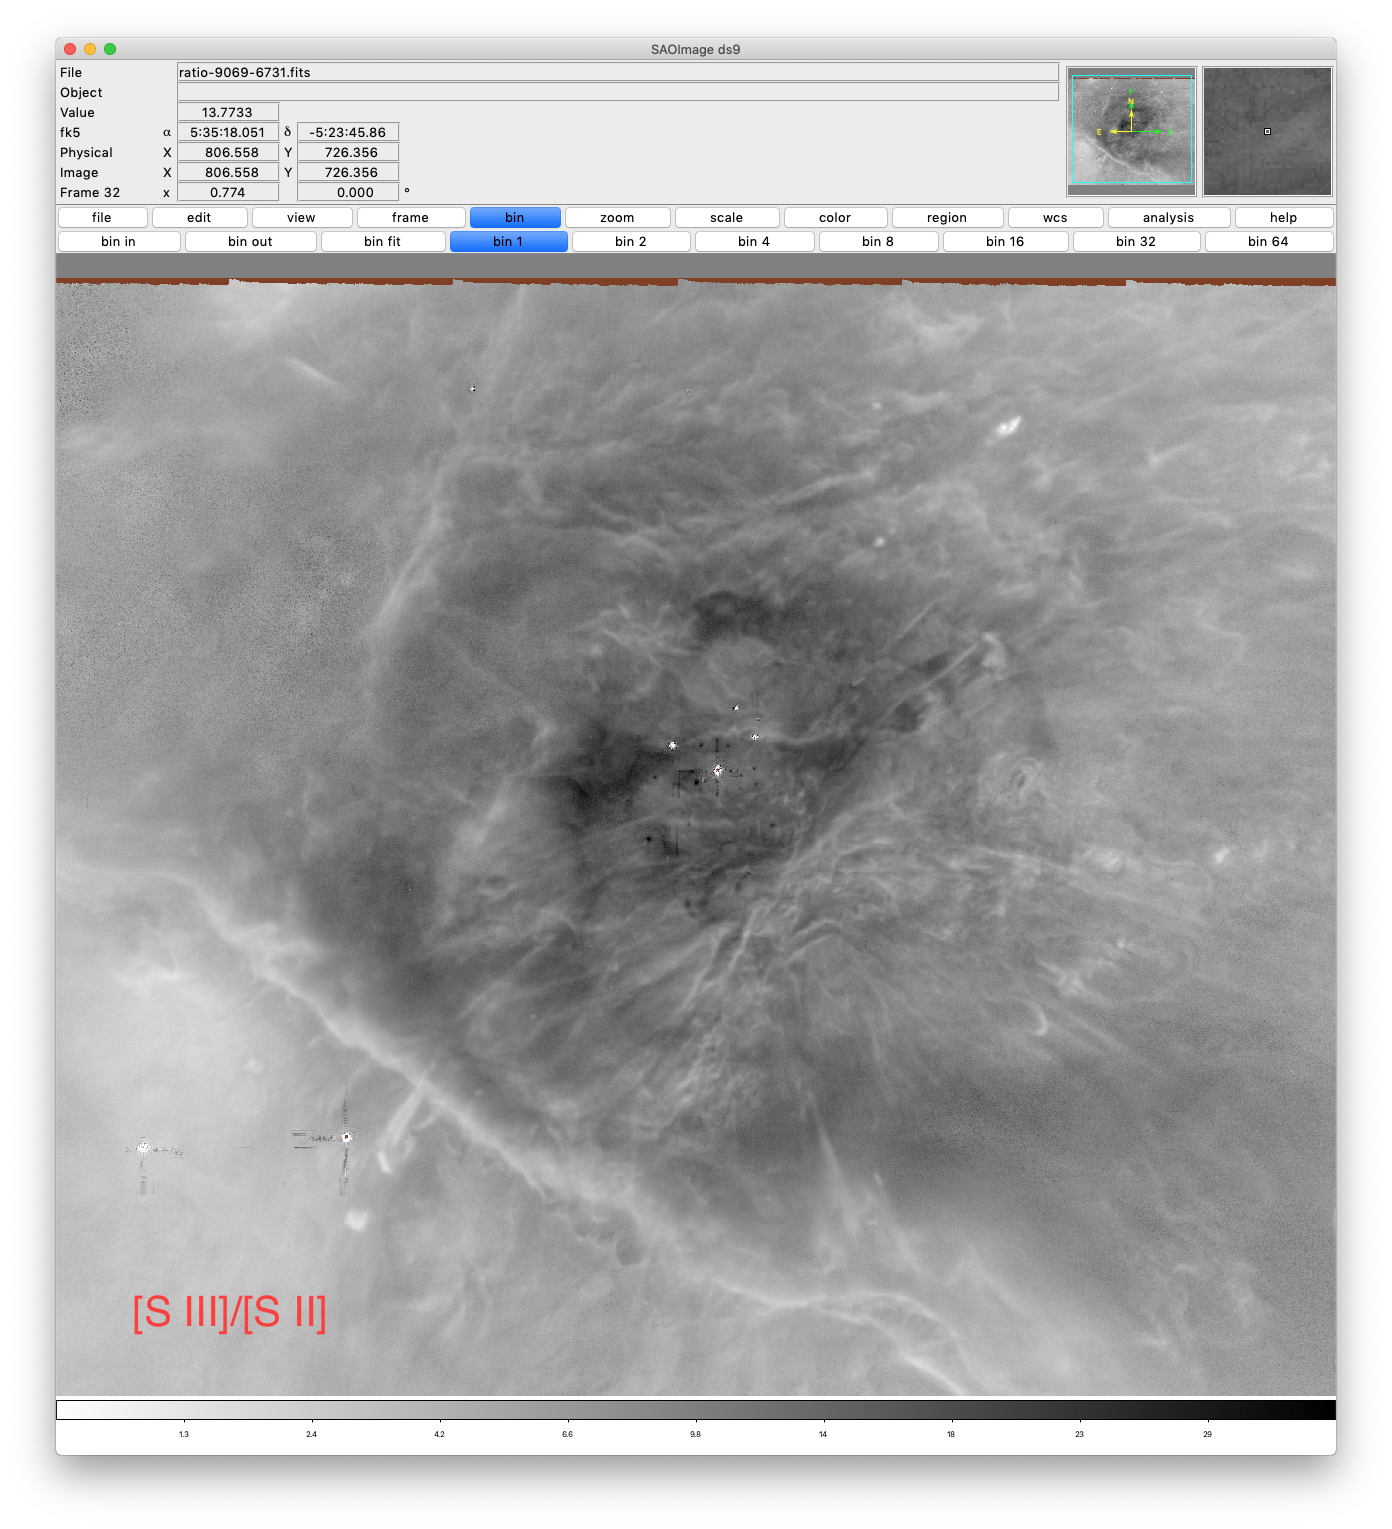 SAOImage ds9
File ratio-9069-6731.fits
Object
Value 13.7733
fk5 α 5:35:18.051 δ -5:23:45.86
Physical X 806.558 Y 726.356
Image X 806.558 Y 726.356
Frame 32 x 0.774 0.000 °
Y
N
E
file edit view frame bin zoom scale color region wcs analysis help
bin in bin out bin fit bin 1 bin 2 bin 4 bin 8 bin 16 bin 32 bin 64
[S III]/[S II]
1.3 2.4 4.2 6.6 9.8 14 18 23 29